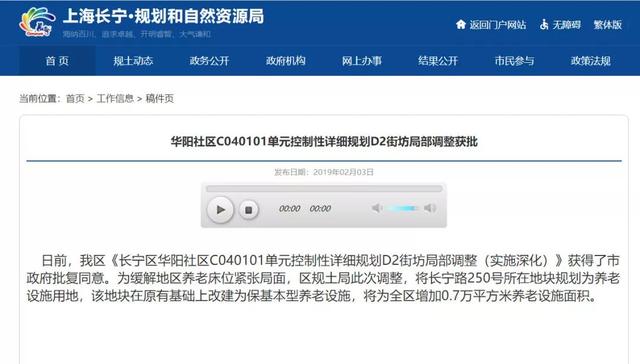 上海长宁·规划和自然资源局
海纳百川、追求卓越、开明睿智、大气谦和
返回门户网站 无障碍 繁体版
首 页 规土动态 政务公开 政府机构 网上办事 结果公开 市民参与 政策法规
当前位置：首页 > 工作信息 > 稿件页
华阳社区C040101单元控制性详细规划D2街坊局部调整获批
发布日期：2019年02月03日
00:00 00:00
日前，我区《长宁区华阳社区C040101单元控制性详细规划D2街坊局部调整（实施深化）》获得了市
政府批复同意。为缓解地区养老床位紧张局面，区规土局此次调整，将长宁路250号所在地块规划为养老
设施用地，该地块在原有基础上改建为保基本型养老设施，将为全区增加0.7万平方米养老设施面积。